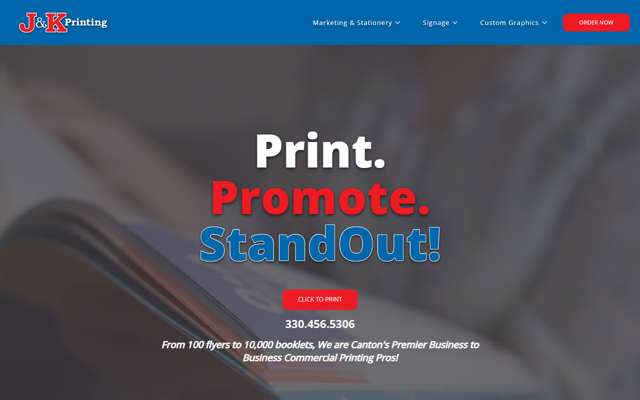 J&K Printing
Marketing & Stationery
Signage
Custom Graphics
ORDER NOW
Print.
Promote.
StandOut!
CLICK TO PRINT
330.456.5306
From 100 flyers to 10,000 booklets, We are Canton's Premier Business to
Business Commercial Printing Pros!